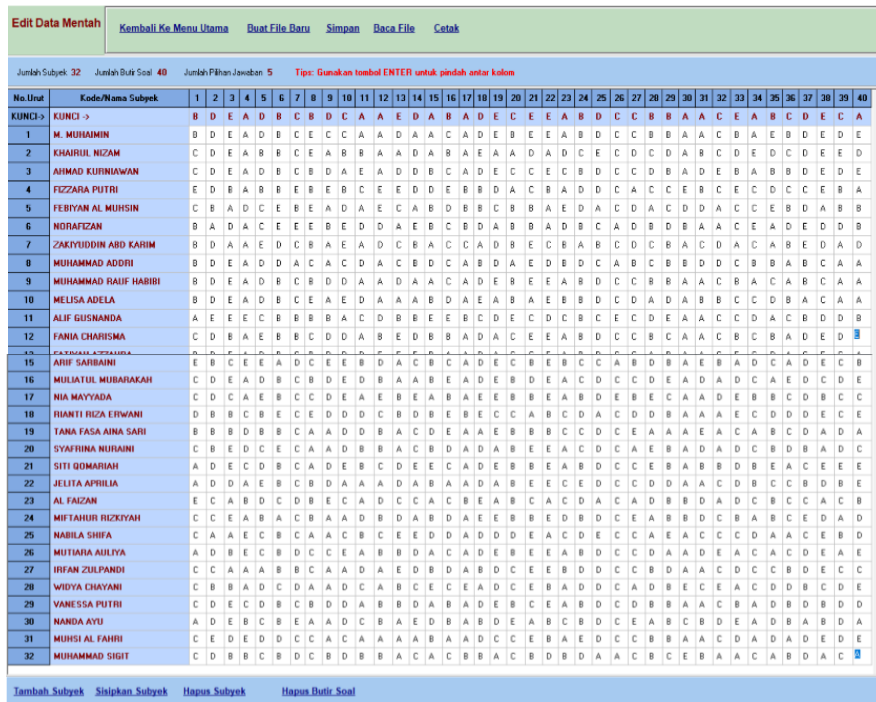 Edit Data Mentah
Kembali Ke Menu Utama Buat File Baru Simpan Baca File Cetak
Jumlah Subyek 32 Jumlah Butir Soal 40 Jumlah Pilihan Jawaban 5 Tips: Gunakan tombol ENTER untuk pindah antar kolom
No.Urut Kode/Nama Subyek 1 2 3 4 5 6 7 8 9 10 11 12 13 14 15 16 17 18 19 20 21 22 23 24 25 26 27 28 29 30 31 32 33 34 35 36 37 38 39 40
KUNCI-> KUNCI -> B D E A D B C B D C A A E D A B A D E C E E A B D C C B B A A C E A B C D E C A
1 M. MUHAIMIN B D E A D B C E C C A A D A A C A D E B E E A B D C C B B A A C B A E B D E D E
2 KHAIRUL NIZAM C D E A B B C E A B B A A D A B A E A A D A D C E C D C D A B C D E D C D E E D
3 AHMAD KURNIAWAN C D E A D B C B D A E A D D B C A D E C C E C B D C C D B A D E B A B B D E D E
4 FIZZARA PUTRI E D B A B B E B E B C E E D D E B B D A C B A D D C A C C E B C E C D C C E B A
5 FEBIYAN AL MUHSIN C B A D C E B E A D A E C A B D B B C B B A E D A C D A C D D A C C E B D A B B
6 NORAFIZAN B A D A C E E E B E D D A E B C B D A B B A D B C A D B D B A A C E A D E D D B
7 ZAKIYUDDIN ABD KARIM B D A A E D C B A E A D C B A C C A D B E C B A B C D C B A C D A C A B E D A D
8 MUHAMMAD ADDRI B D E A D D A C A C D A C B D C A B D A E D B D C A B C B B D D C B B A B C A A
9 MUHAMMAD RAUF HABIBI B D E A D B C B D D A A D A A C A D E B E E A B D C C B B A A C B A C A B C A A
10 MELISA ADELA B D E A D B C E A E D A A A B D A E A B A E B B D C D A D A B B C C D B A C A A
11 ALIF GUSNANDA A E E E C B B B B A C D B B E E B C D E C D C B C E C D E A A C C D A C B D D B
12 FANIA CHARISMA C D B A E B B C D D A B E D B B A D A C E E A B D C C B C A A C B C B A D E D E
15 ARIF SARBAINI E B C E E A D C E E B D A C B C A D E C B E B C C A B D B A E B A D C A D E C B
16 MULIATUL MUBARAKAH C D E A D B C B D E D B A A B E A D E B D E A C D C C D E A D A D C A E D C D E
17 NIA MAYYADA C D C A E B C C D E A E B E A B A E E B B E A B D E B E C A A D E B B C D B C C
18 RIANTI RIZA ERWANI D B B C B E C E D D D C B D B E B E C C A B C D A C D D B A A A E C D D D E C E
19 TANA FASA AINA SARI B B B D B B C A A D D B A C D E A A E B B B C C D C E A A A E A C A B C D A D A
20 SYAFRINA NURAINI C B E D C E C A A D B B A C B D A D A B E E A C D C A E B A D A D C B D B A D C
21 SITI QOMARIAH A D E C D B C A D E B C D E E C A D E B B E A B D C C E B A B B D B E A C E E E
22 JELITA APRILIA A D D A E B C B D A A A D A B A A D A B E E C E D C C D D A A C D B C C B D B E
23 AL FAIZAN E C A B D C D B E C A D C C A C B E A B C A C D A C A D B B D A D C B C C A C B
24 MIFTAHUR RIZKIYAH C C E A B A C B A A D B D A B D A E E B B E D B D C E A B B D C B A B C E D A D
25 NABILA SHIFA C A A E C B C A A C B C E E D D A D D D E A C D E C C A E A C C C D A A C E B D
26 MUTIARA AULIYA A D B E C B D C C E A B B D A C A D E B E E A B D C C D A A D E A C A C D E A E
27 IRFAN ZULPANDI C C A A A B B C A A D A E D B D A B D C E E B D D C C B D A A C D C C B D E C C
28 WIDYA CHAYANI C B B A D C D A A D C A B C E C E A D C E B A D D C A D B E C E A C D D B C D E
29 VANESSA PUTRI C D E C D B C B D D A B B D A B A D E B C E A B D C D B B A A C B A D B D B D D
30 NANDA AYU A D E B C B E A A D C B A E D B A B D E A B C B D C E A B C B D E A D B A B D A
31 MUHSI AL FAHRI C E D E D D C C A C A A A A B A A D C C E B A E D C C B B A A C D A D A D E D E
32 MUHAMMAD SIGIT C D B B C B D C B D B B A C A C B B A C B D B D A A C B C E B A A C A B D A C A
Tambah Subyek Sisipkan Subyek Hapus Subyek Hapus Butir Soal